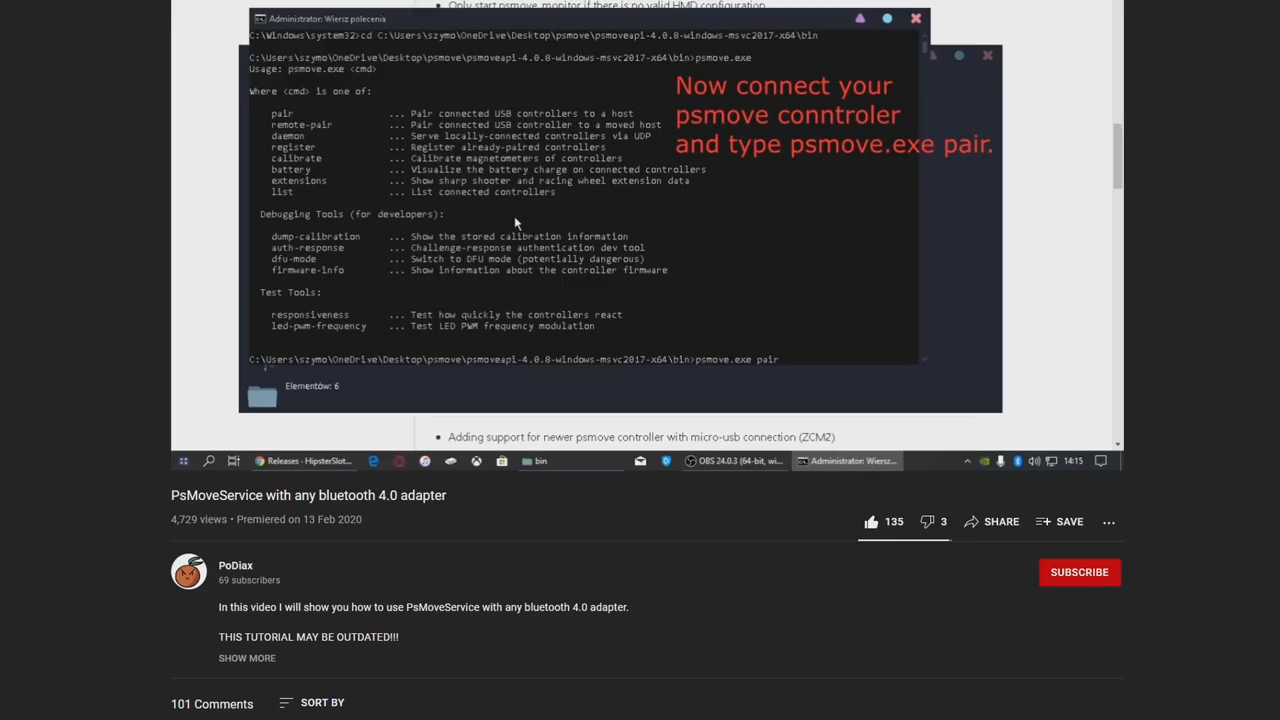 Only start psmove_monitor if there is no valid HMD configuration
Administrator: Wiersz polecenia
C:\Windows\system32>cd C:\Users\szymo\OneDrive\Desktop\psmove\psmoveapi-4.0.8-windows-msvc2017-x64\bin
C:\Users\szymo\OneDrive\Desktop\psmove\psmoveapi-4.0.8-windows-msvc2017-x64\bin>psmove.exe
Usage: psmove.exe <cmd>
Where <cmd> is one of:
pair ... Pair connected USB controllers to a host
remote-pair ... Pair connected USB controller to a moved host
daemon ... Serve locally-connected controllers via UDP
register ... Register already-paired controllers
calibrate ... Calibrate magnetometers of controllers
battery ... Visualize the battery charge on connected controllers
extensions ... Show sharp shooter and racing wheel extension data
list ... List connected controllers
Now connect your
psmove conntroler
and type psmove.exe pair.
Debugging Tools (for developers):
dump-calibration ... Show the stored calibration information
auth-response ... Challenge-response authentication dev tool
dfu-mode ... Switch to DFU mode (potentially dangerous)
firmware-info ... Show information about the controller firmware
Test Tools:
responsiveness ... Test how quickly the controllers react
led-pwm-frequency ... Test LED PWM frequency modulation
C:\Users\szymo\OneDrive\Desktop\psmove\psmoveapi-4.0.8-windows-msvc2017-x64\bin>psmove.exe pair
Elementów: 6
• Adding support for newer psmove controller with micro-usb connection (ZCM2)
Releases - HipsterSlot... bin OBS 24.0.3 (64-bit, wi... Administrator: Wiersz... 14:15
PsMoveService with any bluetooth 4.0 adapter
4,729 views • Premiered on 13 Feb 2020
135 3 SHARE SAVE ...
PoDiax
69 subscribers
SUBSCRIBE
In this video I will show you how to use PsMoveService with any bluetooth 4.0 adapter.
THIS TUTORIAL MAY BE OUTDATED!!!
SHOW MORE
101 Comments SORT BY